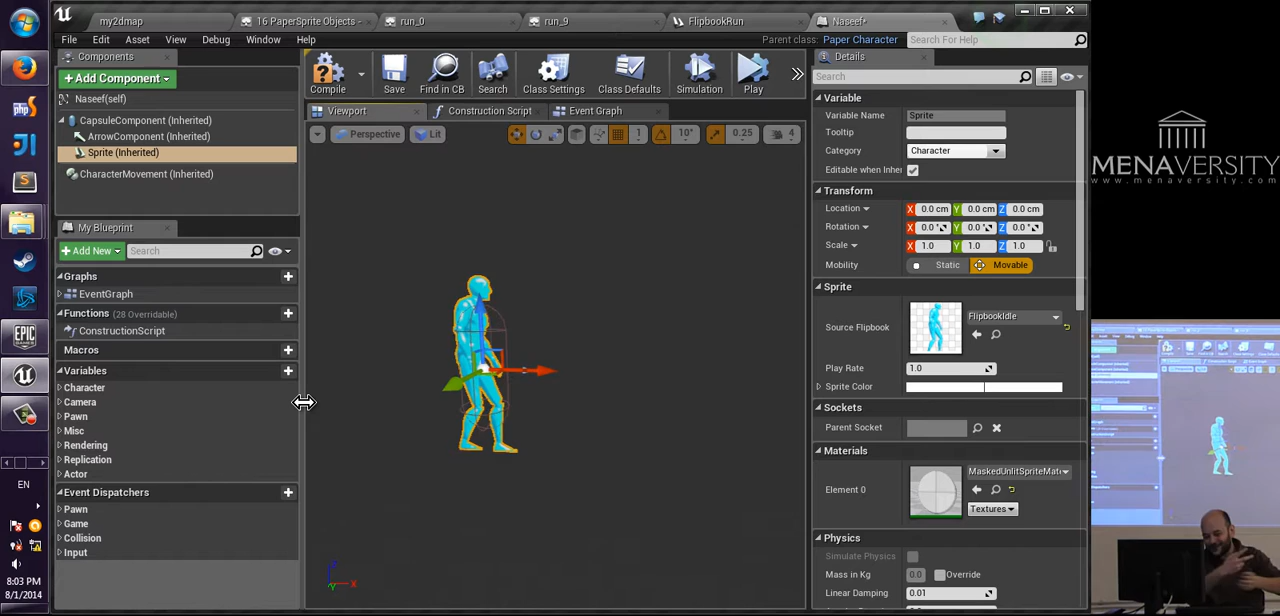 my2dmap
16 PaperSprite Objects -
run_0
run_9
FlipbookRun
Naseef*
File Edit Asset View Debug Window Help
Parent class: Paper Character
Search For Help
Components
+Add Component
Naseef(self)
CapsuleComponent (Inherited)
ArrowComponent (Inherited)
Sprite (Inherited)
CharacterMovement (Inherited)
My Blueprint
+Add New
Search
Graphs
EventGraph
Functions (28 Overridable)
ConstructionScript
Macros
Variables
Character
Camera
Pawn
Misc
Rendering
Replication
Actor
Event Dispatchers
Pawn
Game
Collision
Input
Compile
Save
Find in CB
Search
Class Settings
Class Defaults
Simulation
Play
Viewport
Construction Script
Event Graph
Perspective
Lit
1
10°
0.25
4
Details
Search
Variable
Variable Name
Sprite
Tooltip
Category
Character
Editable when Inher
Transform
Location
X 0.0 cm Y 0.0 cm Z 0.0 cm
Rotation
X 0.0 ° Y 0.0 ° Z 0.0 °
Scale
X 1.0 Y 1.0 Z 1.0
Mobility
Static
Movable
Sprite
Source Flipbook
FlipbookIdle
Play Rate
1.0
Sprite Color
Sockets
Parent Socket
Materials
Element 0
MaskedUnlitSpriteMat
Textures
Physics
Simulate Physics
Mass in Kg
0.0
Override
Linear Damping
0.01
MENAVERSITY
www.menaversity.com
phpS
IJ
S
EPIC
GAMES
EN
8:03 PM
8/1/2014